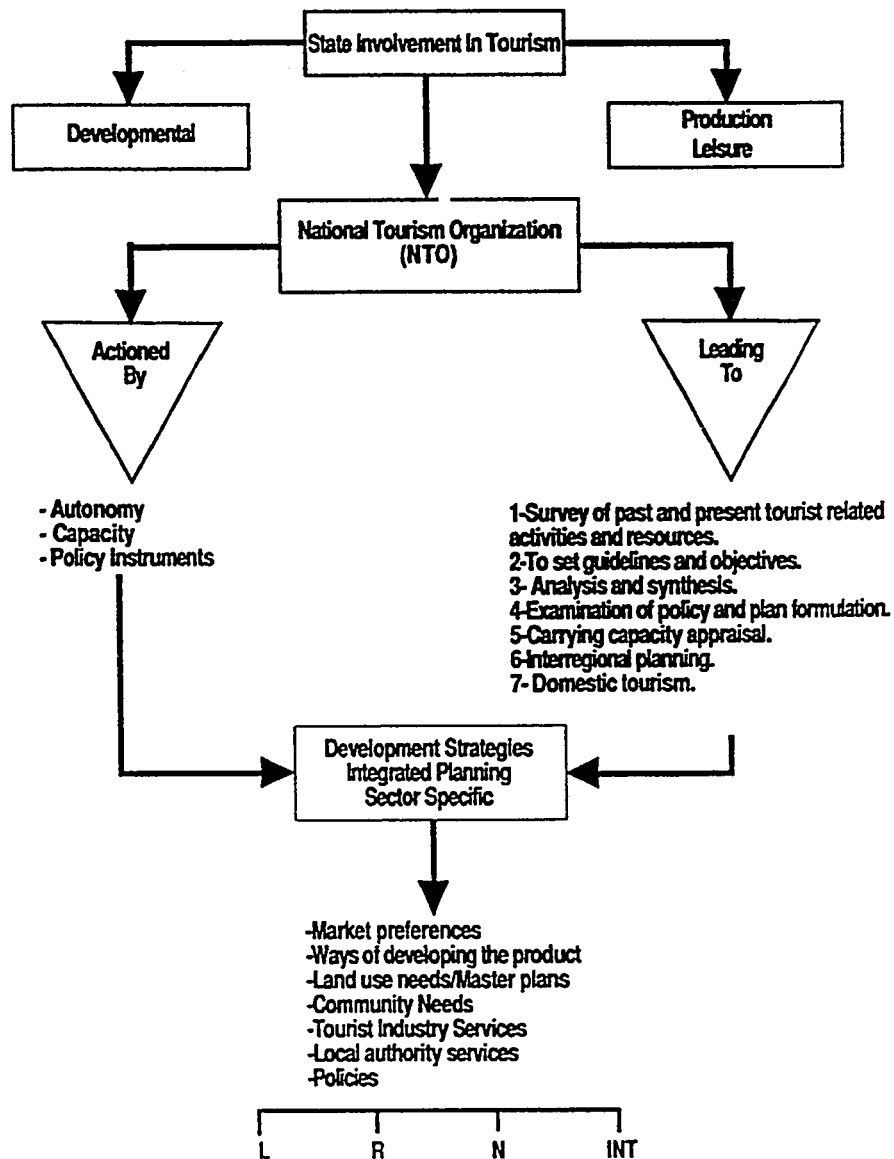 State Involvement In Tourism
Developmental
Production
Leisure
National Tourism Organization
(NTO)
Actioned
By
Leading
To
- Autonomy
- Capacity
- Policy Instruments
1-Survey of past and present tourist related
activities and resources.
2-To set guidelines and objectives.
3- Analysis and synthesis.
4-Examination of policy and plan formulation.
5-Carrying capacity appraisal.
6-Interregional planning.
7- Domestic tourism.
Development Strategies
Integrated Planning
Sector Specific
-Market preferences
-Ways of developing the product
-Land use needs/Master plans
-Community Needs
-Tourist Industry Services
-Local authority services
-Policies
L R N INT